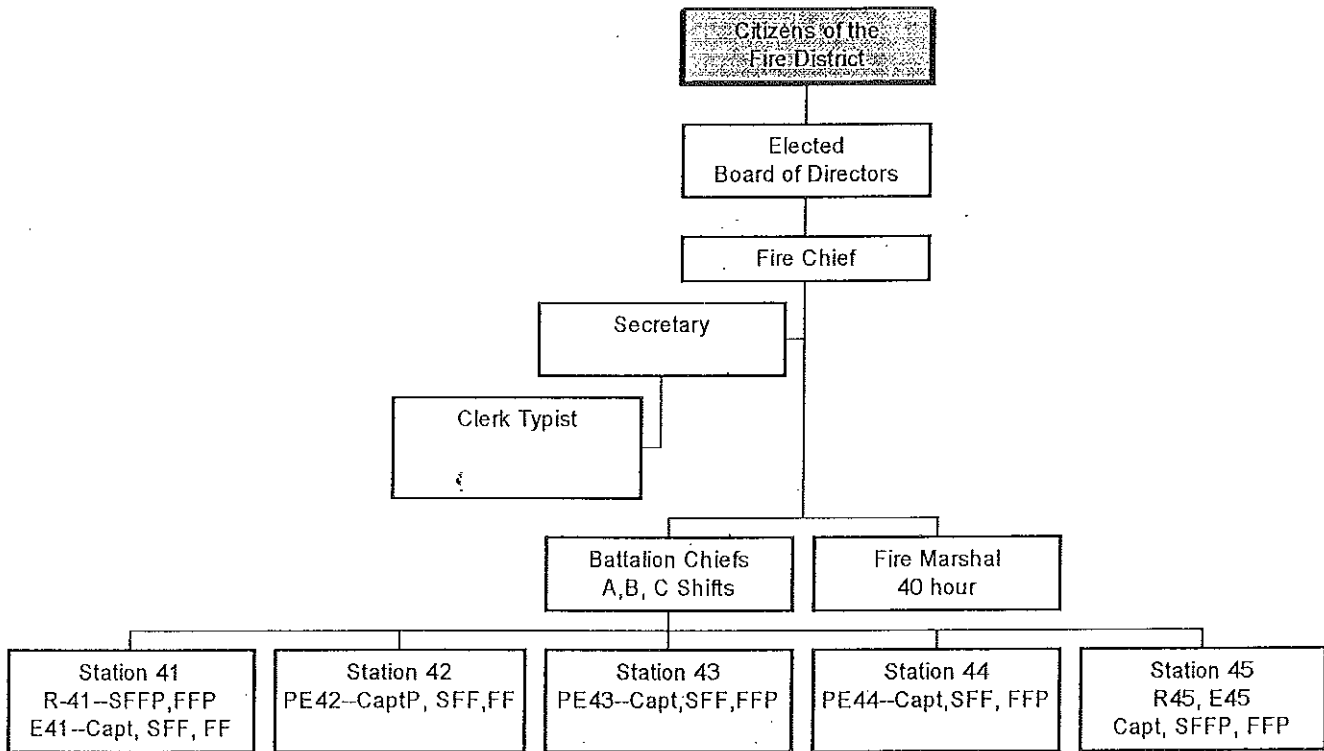 Citizens of the
Fire District
Elected
Board of Directors
Fire Chief
Secretary
Clerk Typist
Battalion Chiefs
A,B, C Shifts
Fire Marshal
40 hour
Station 41
R-41--SFFP,FFP
E41--Capt, SFF, FF
Station 42
PE42--CaptP, SFF,FF
Station 43
PE43--Capt,SFF,FFP
Station 44
PE44--Capt,SFF, FFP
Station 45
R45, E45
Capt, SFFP, FFP